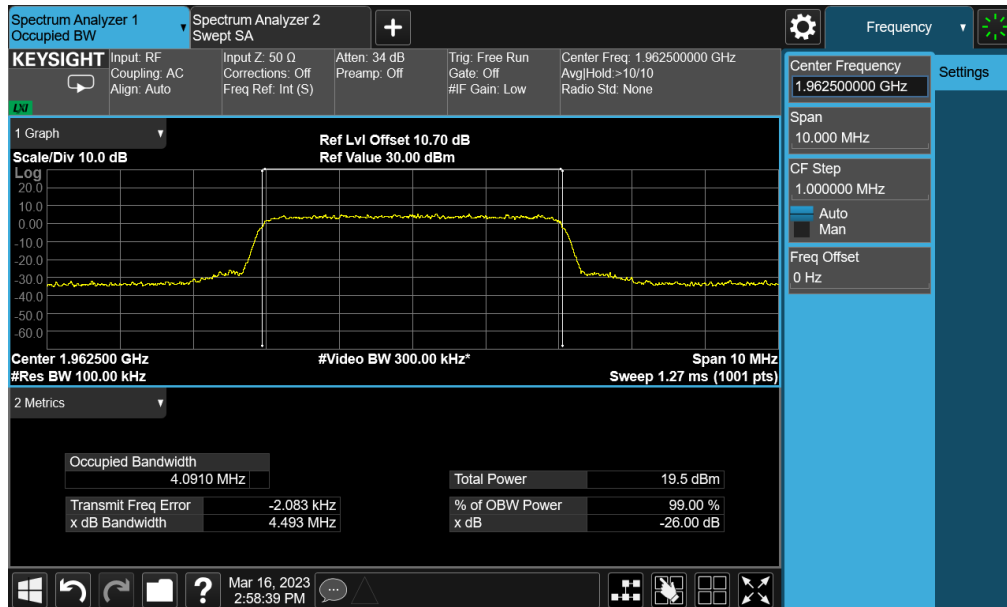 Spectrum Analyzer 1
Occupied BW
Spectrum Analyzer 2
Swept SA
Frequency
KEYSIGHT
Input: RF
Coupling: AC
Align: Auto
Input Z: 50 Ω
Corrections: Off
Freq Ref: Int (S)
Atten: 34 dB
Preamp: Off
Trig: Free Run
Gate: Off
#IF Gain: Low
Center Freq: 1.962500000 GHz
Avg|Hold:>10/10
Radio Std: None
LXI
Center Frequency
1.962500000 GHz
Settings
Span
10.000 MHz
CF Step
1.000000 MHz
Auto
Man
Freq Offset
0 Hz
1 Graph
Scale/Div 10.0 dB
Ref Lvl Offset 10.70 dB
Ref Value 30.00 dBm
Log
20.0
10.0
0.00
-10.0
-20.0
-30.0
-40.0
-50.0
-60.0
Center 1.962500 GHz
#Res BW 100.00 kHz
#Video BW 300.00 kHz*
Span 10 MHz
Sweep 1.27 ms (1001 pts)
2 Metrics
Occupied Bandwidth
4.0910 MHz
Total Power 19.5 dBm
Transmit Freq Error -2.083 kHz
% of OBW Power 99.00 %
x dB Bandwidth 4.493 MHz
x dB -26.00 dB
?
Mar 16, 2023
2:58:39 PM